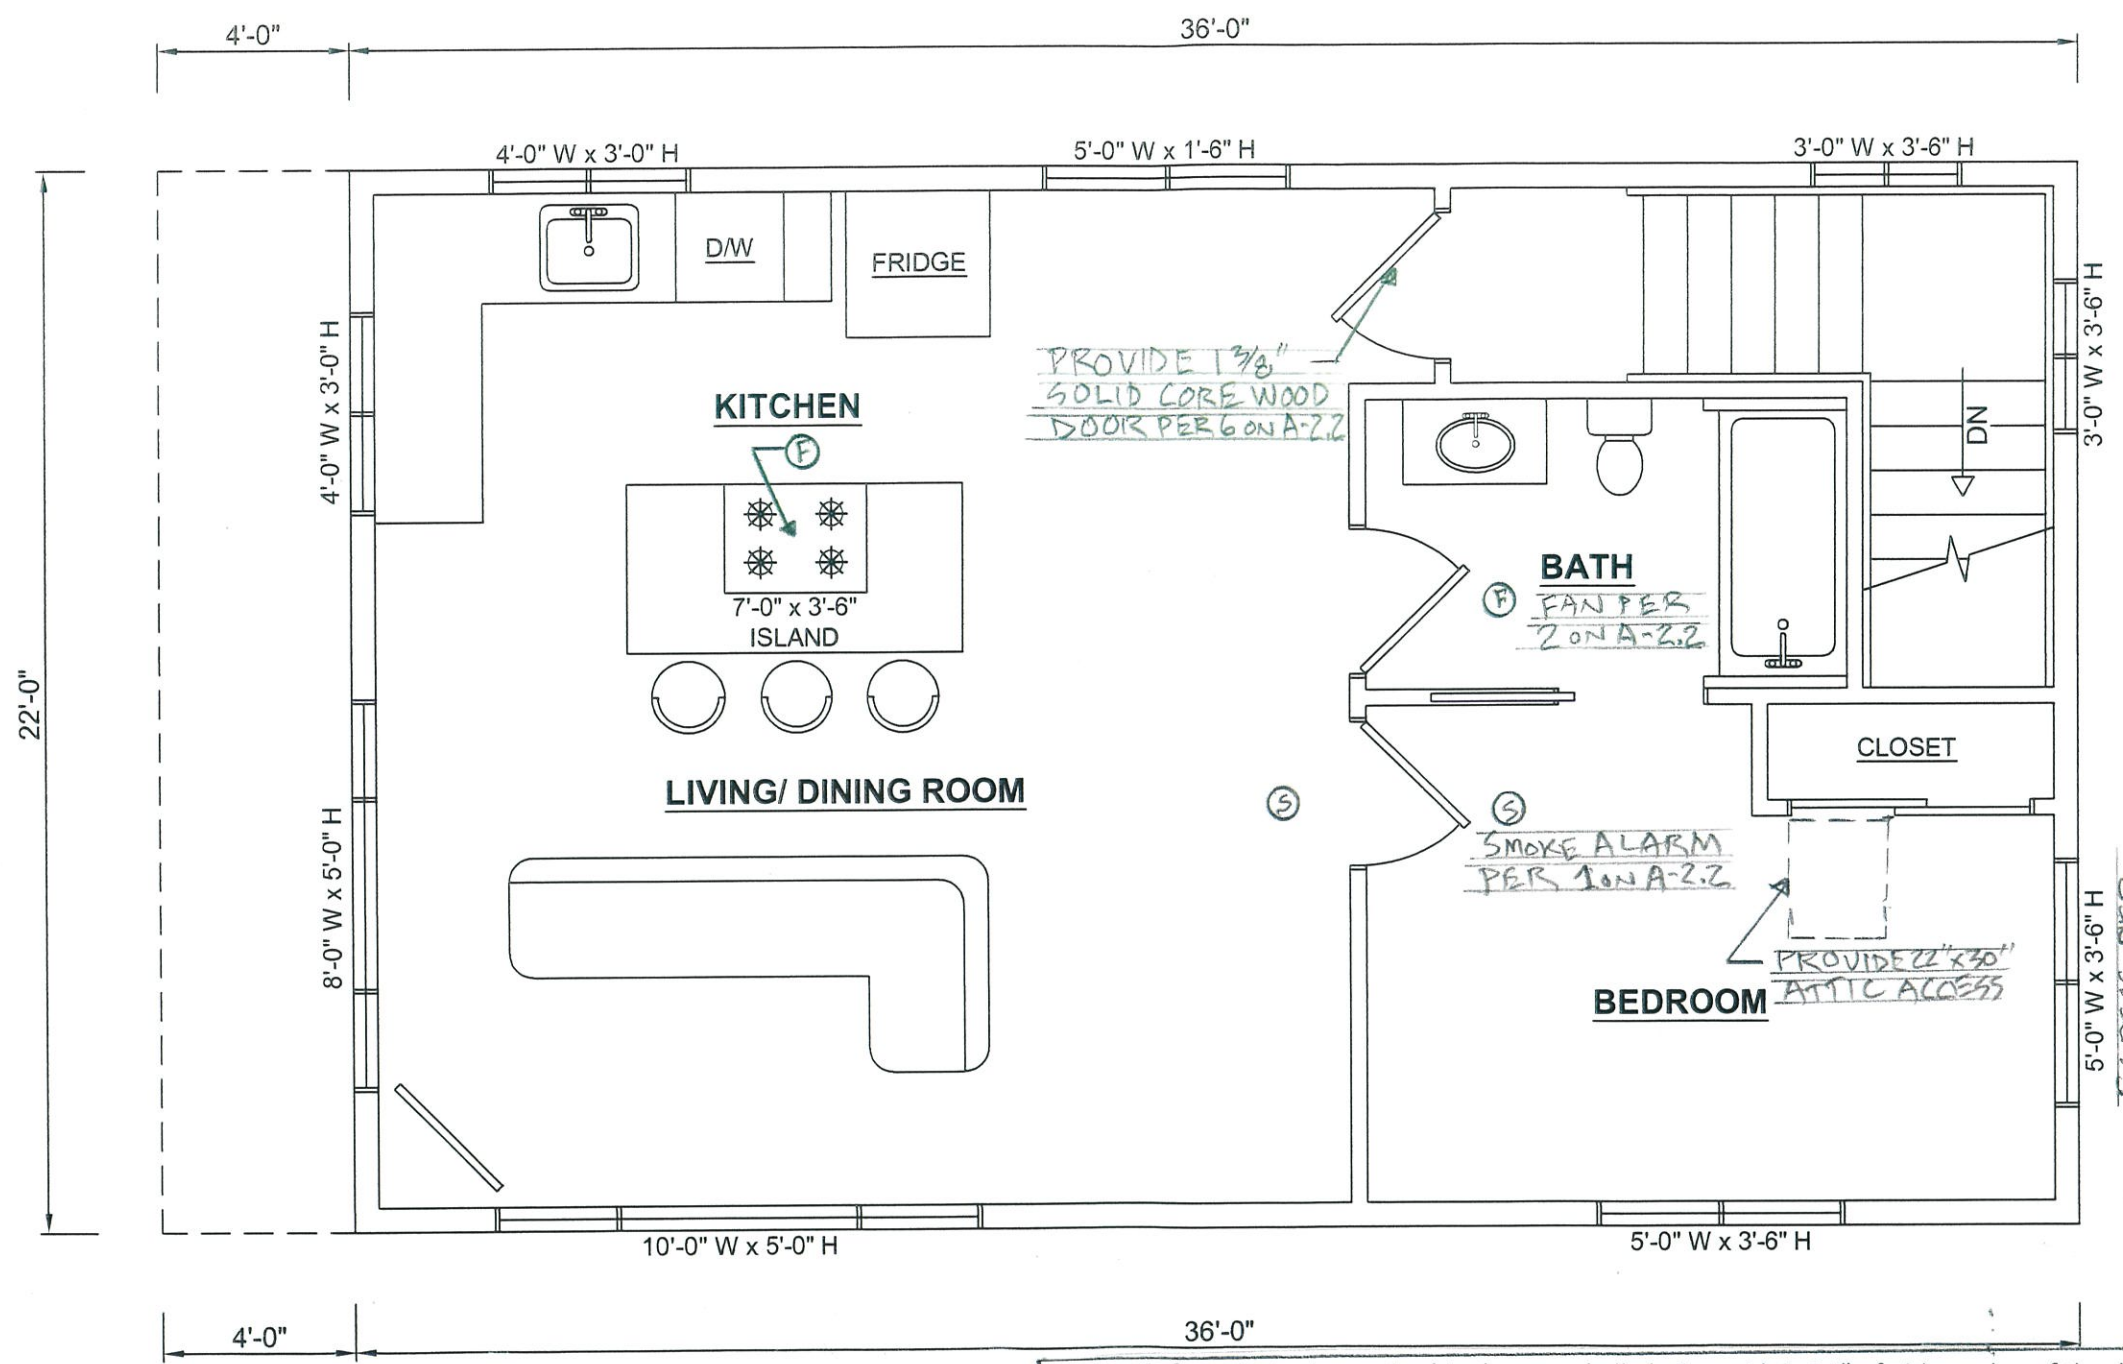 4'-0"
36'-0"
4'-0" W x 3'-0" H
5'-0" W x 1'-6" H
3'-0" W x 3'-6" H
D/W
FRIDGE
3'-0" W x 3'-6" H
4'-0" W x 3'-0" H
PROVIDE 1 3/8"
SOLID CORE WOOD
DOOR PER 6 ON A-2.2
KITCHEN
F
DN
7'-0" x 3'-6"
ISLAND
BATH
F
FAN PER
2 ON A-2.2
22'-0"
CLOSET
LIVING/ DINING ROOM
S
S
SMOKE ALARM
PER 1 ON A-2.2
8'-0" W x 5'-0" H
5'-0" W x 3'-6" H
PROVIDE 22"x30"
ATTIC ACCESS
BEDROOM
10'-0" W x 5'-0" H
5'-0" W x 3'-6" H
4'-0"
36'-0"